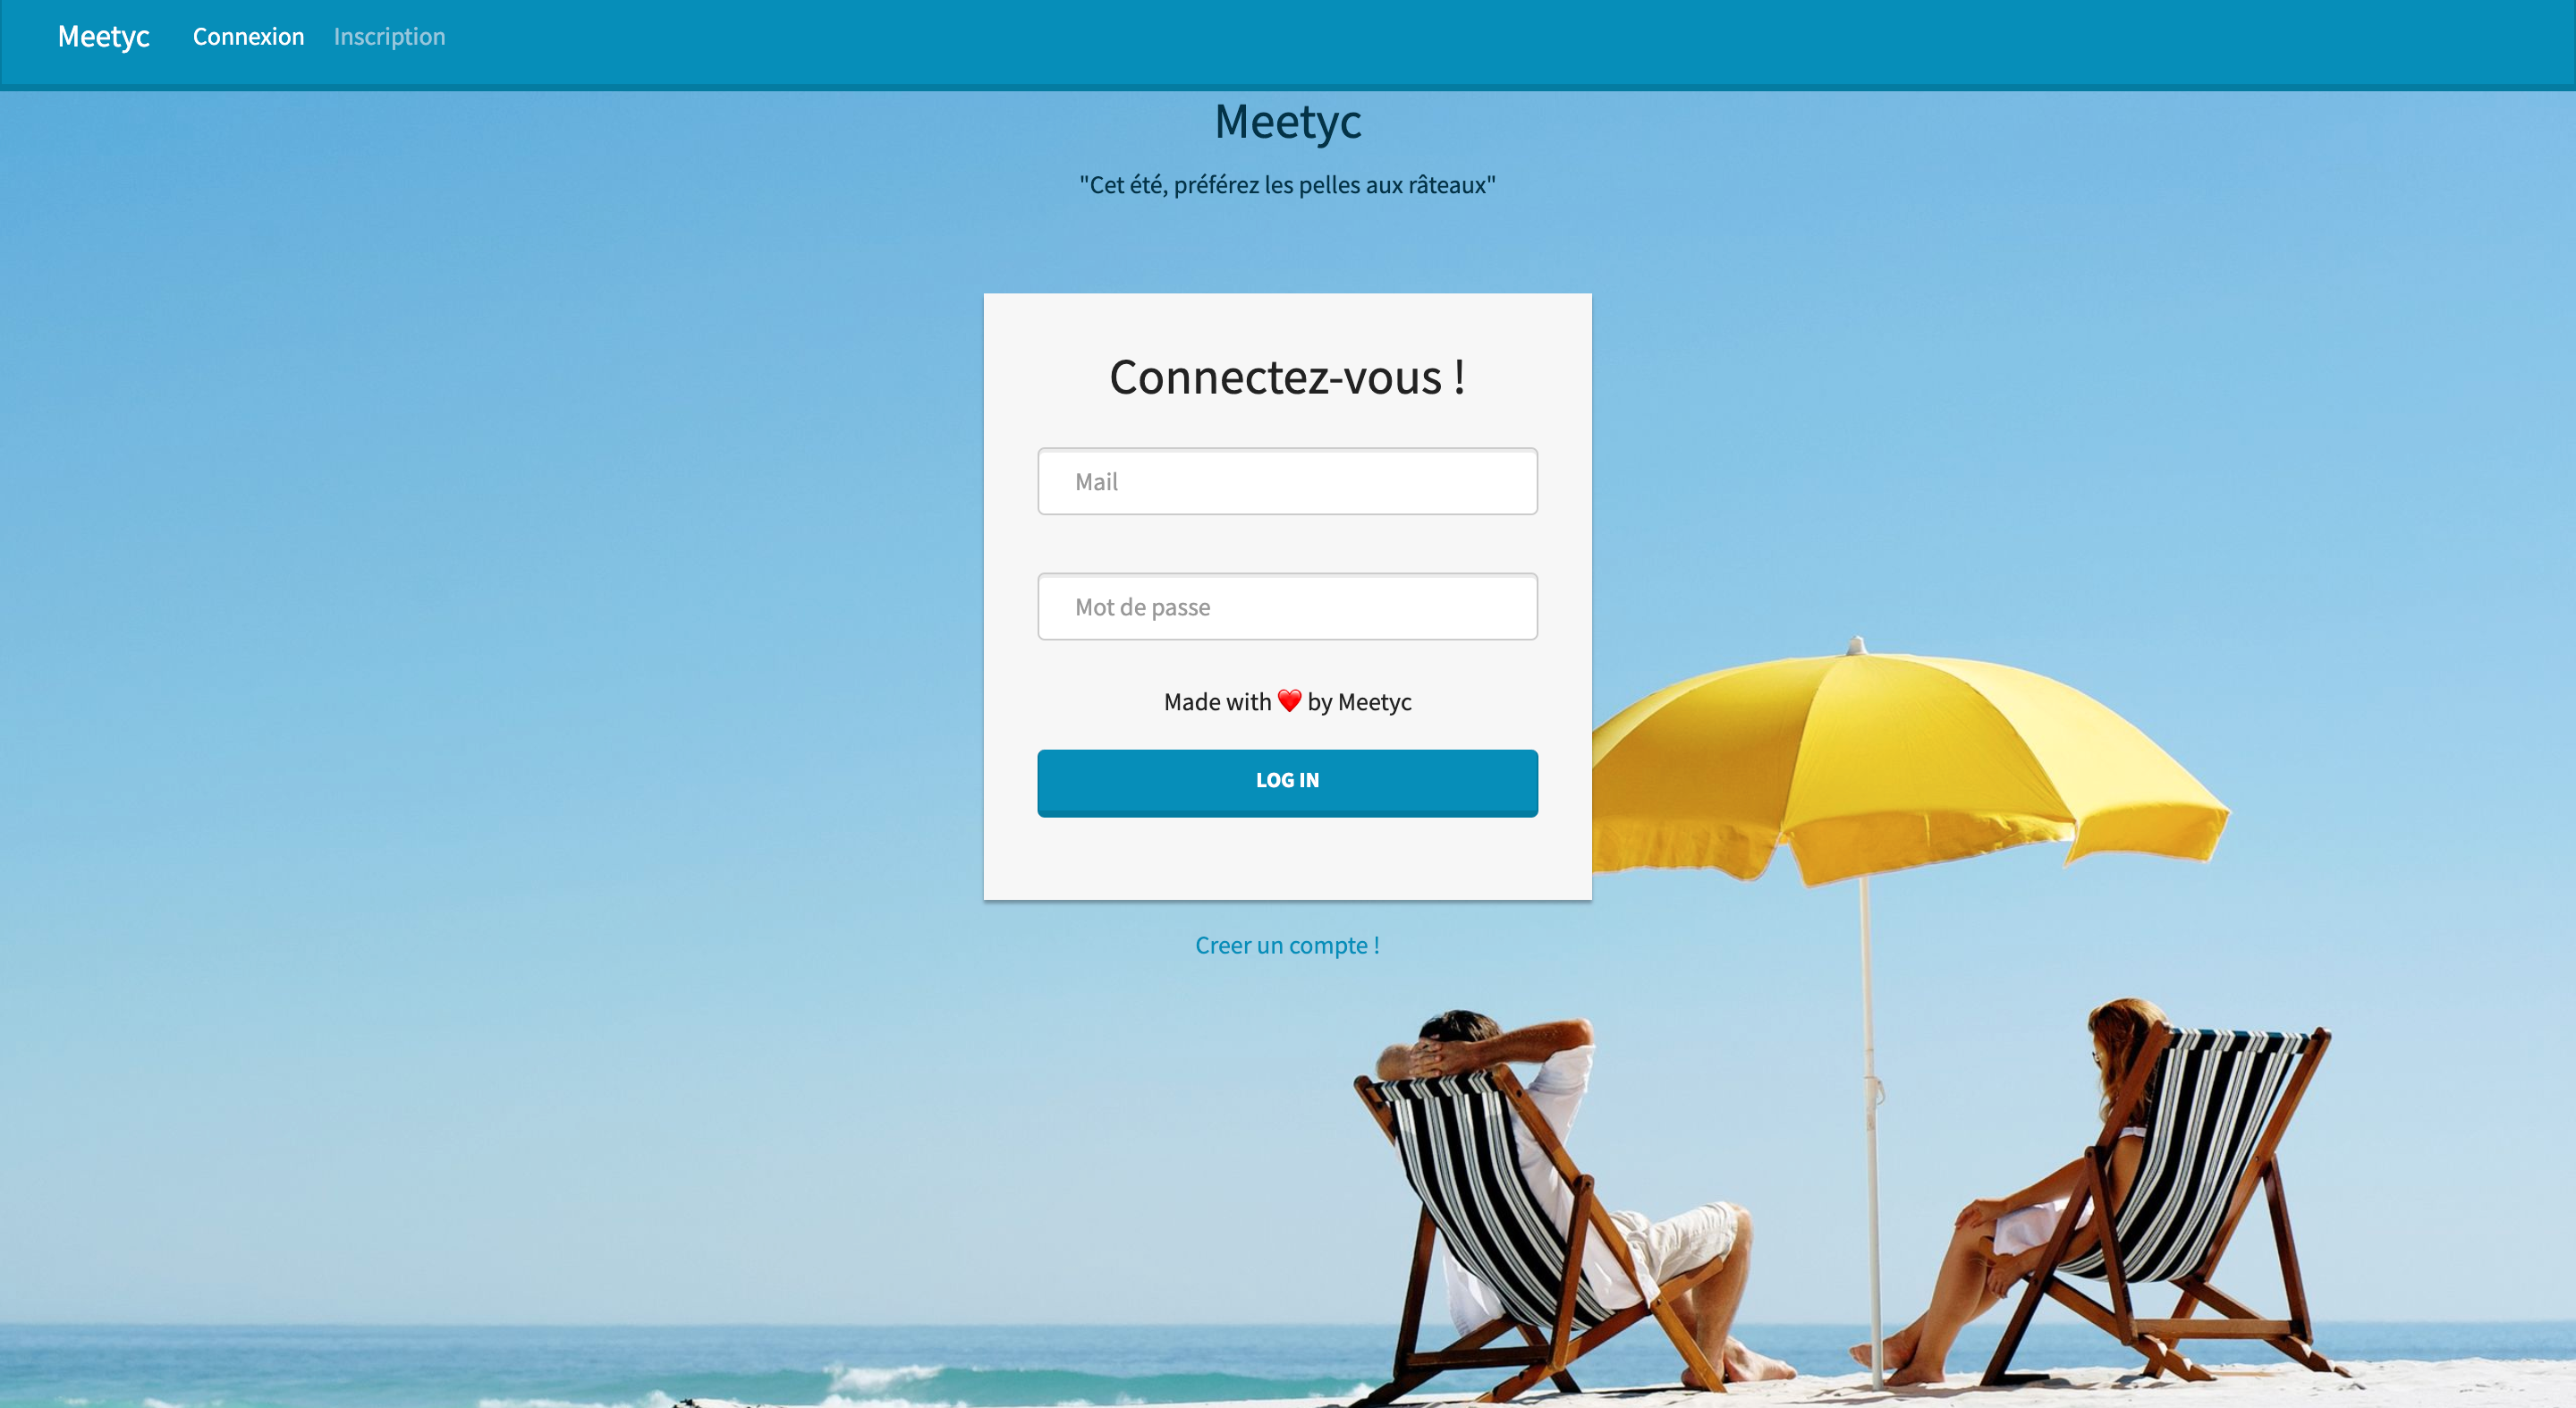 Meetyc Connexion Inscription
Meetyc
"Cet été, préférez les pelles aux râteaux"
Connectez-vous !
Mail
Mot de passe
Made with ❤️ by Meetyc
LOG IN
Creer un compte !